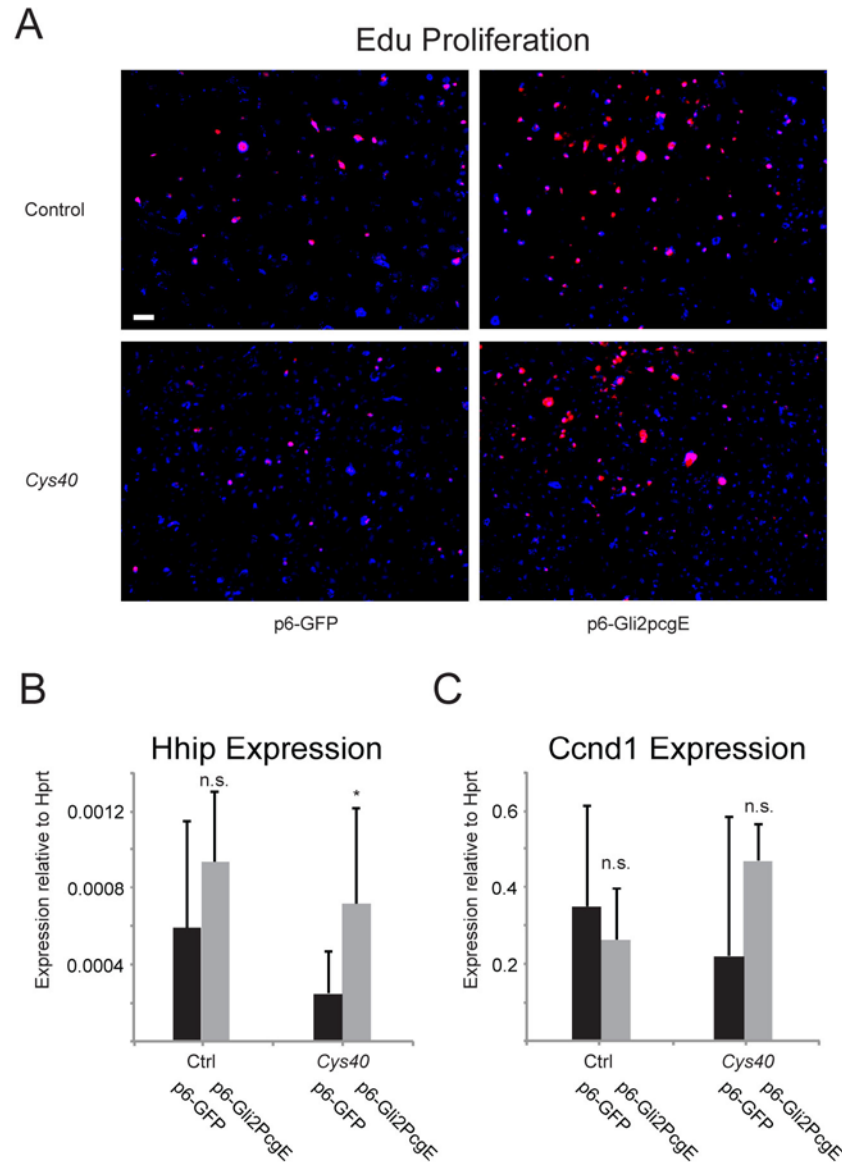 A
Edu Proliferation
Control
Cys40
p6-GFP
p6-Gli2pcgE
B
Hhip Expression
Expression relative to Hprt
0.0012
0.0008
0.0004
n.s.
*
Ctrl
Cys40
p6-GFP
p6-Gli2PcgE
p6-GFP
p6-Gli2PcgE
C
Ccnd1 Expression
Expression relative to Hprt
0.6
0.4
0.2
n.s.
n.s.
Ctrl
Cys40
p6-GFP
p6-Gli2PcgE
p6-GFP
p6-Gli2PcgE